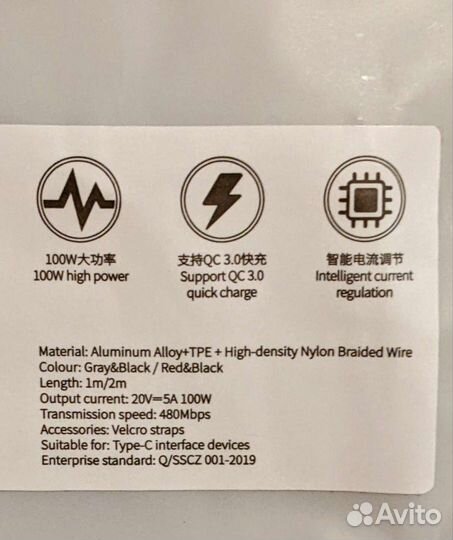 100W大功率
100W high power
支持QC 3.0快充
Support QC 3.0
quick charge
智能电流调节
Intelligent current
regulation
Material: Aluminum Alloy+TPE + High-density Nylon Braided Wire
Colour: Gray&Black / Red&Black
Length: 1m/2m
Output current: 20V⎓5A 100W
Transmission speed: 480Mbps
Accessories: Velcro straps
Suitable for: Type-C interface devices
Enterprise standard: Q/SSCZ 001-2019
Avito